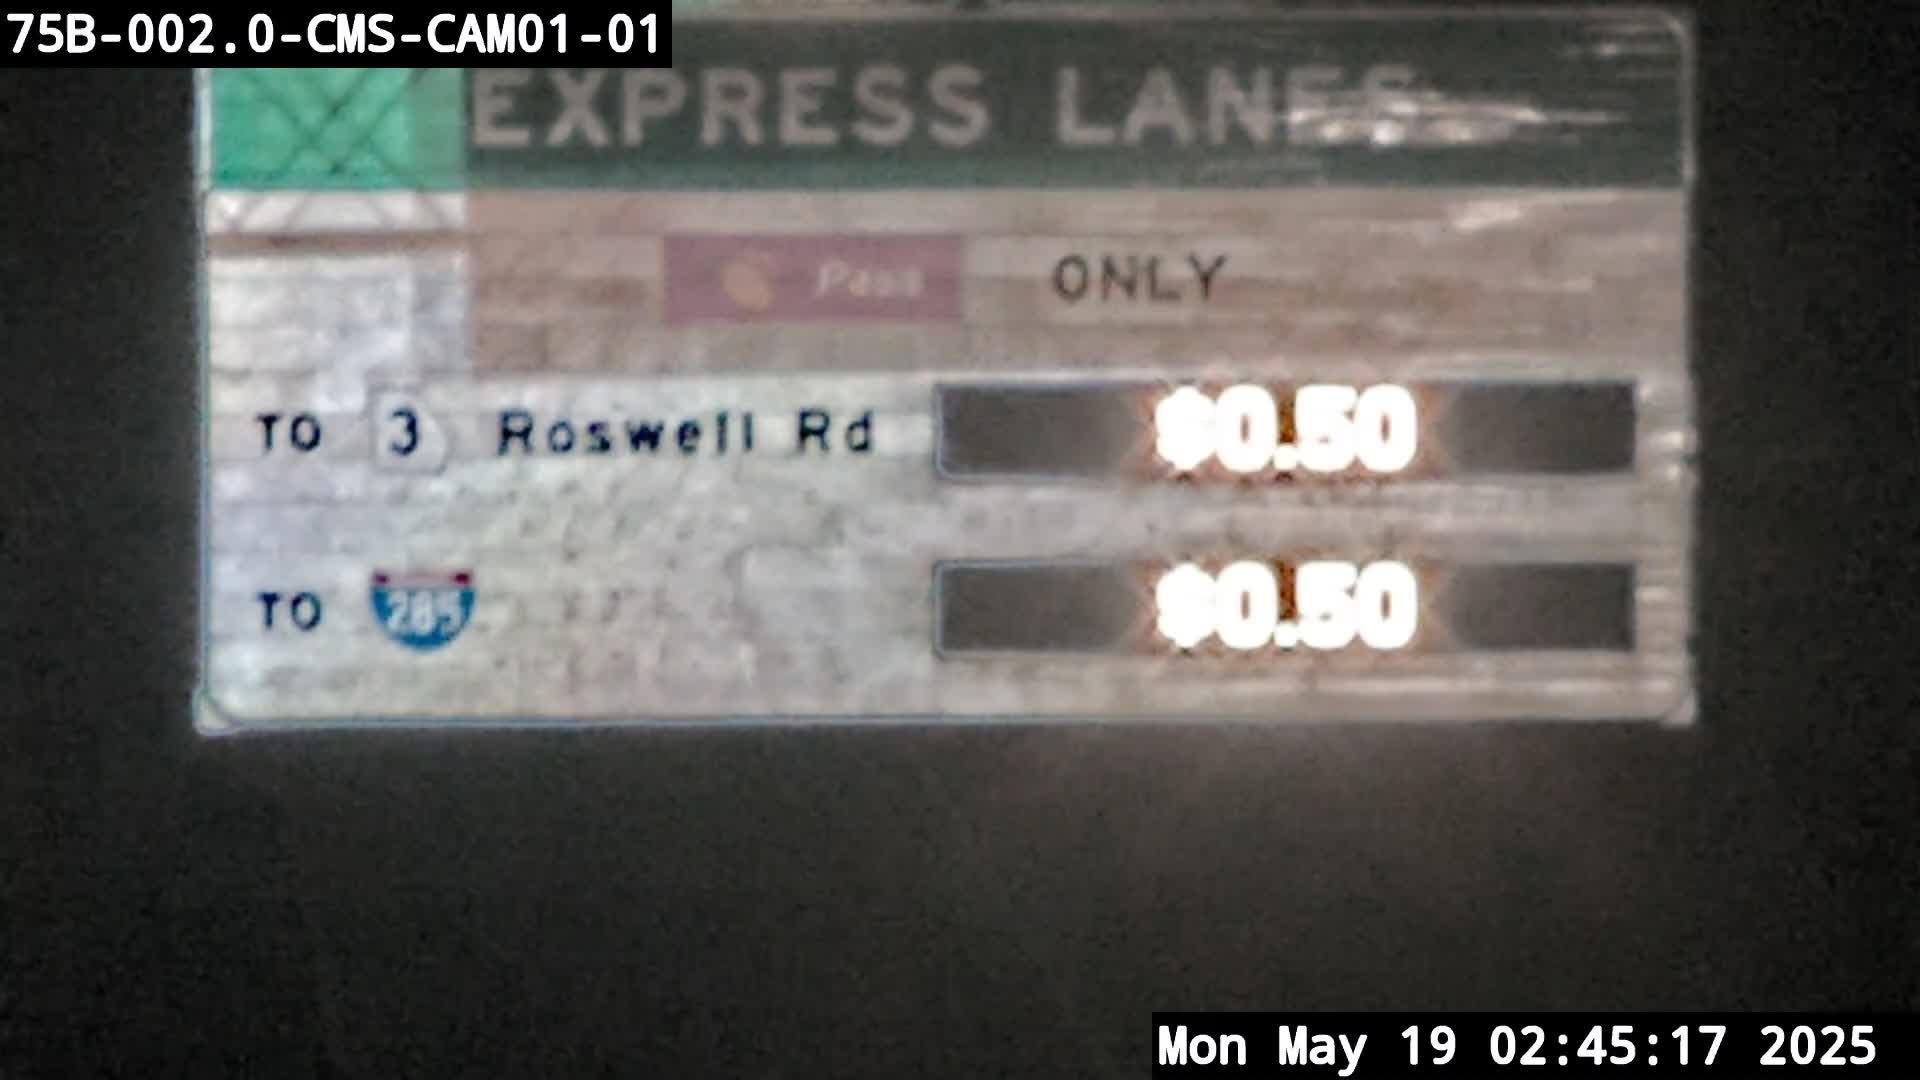 75B-002.0-CMS-CAM01-01
EXPRESS LANES
Pass ONLY
TO 3 Roswell Rd $0.50
TO 285 $0.50
Mon May 19 02:45:17 2025